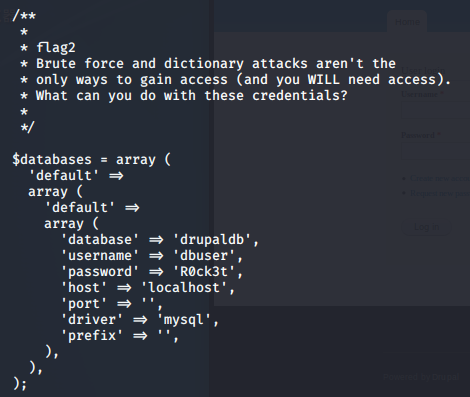 /**
 *
 * flag2
 * Brute force and dictionary attacks aren't the
 * only ways to gain access (and you WILL need access).
 * What can you do with these credentials?
 *
 */
$databases = array (
  'default' ⇒
  array (
    'default' ⇒
    array (
      'database' ⇒ 'drupaldb',
      'username' ⇒ 'dbuser',
      'password' ⇒ 'R0ck3t',
      'host' ⇒ 'localhost',
      'port' ⇒ '',
      'driver' ⇒ 'mysql',
      'prefix' ⇒ '',
    ),
  ),
);